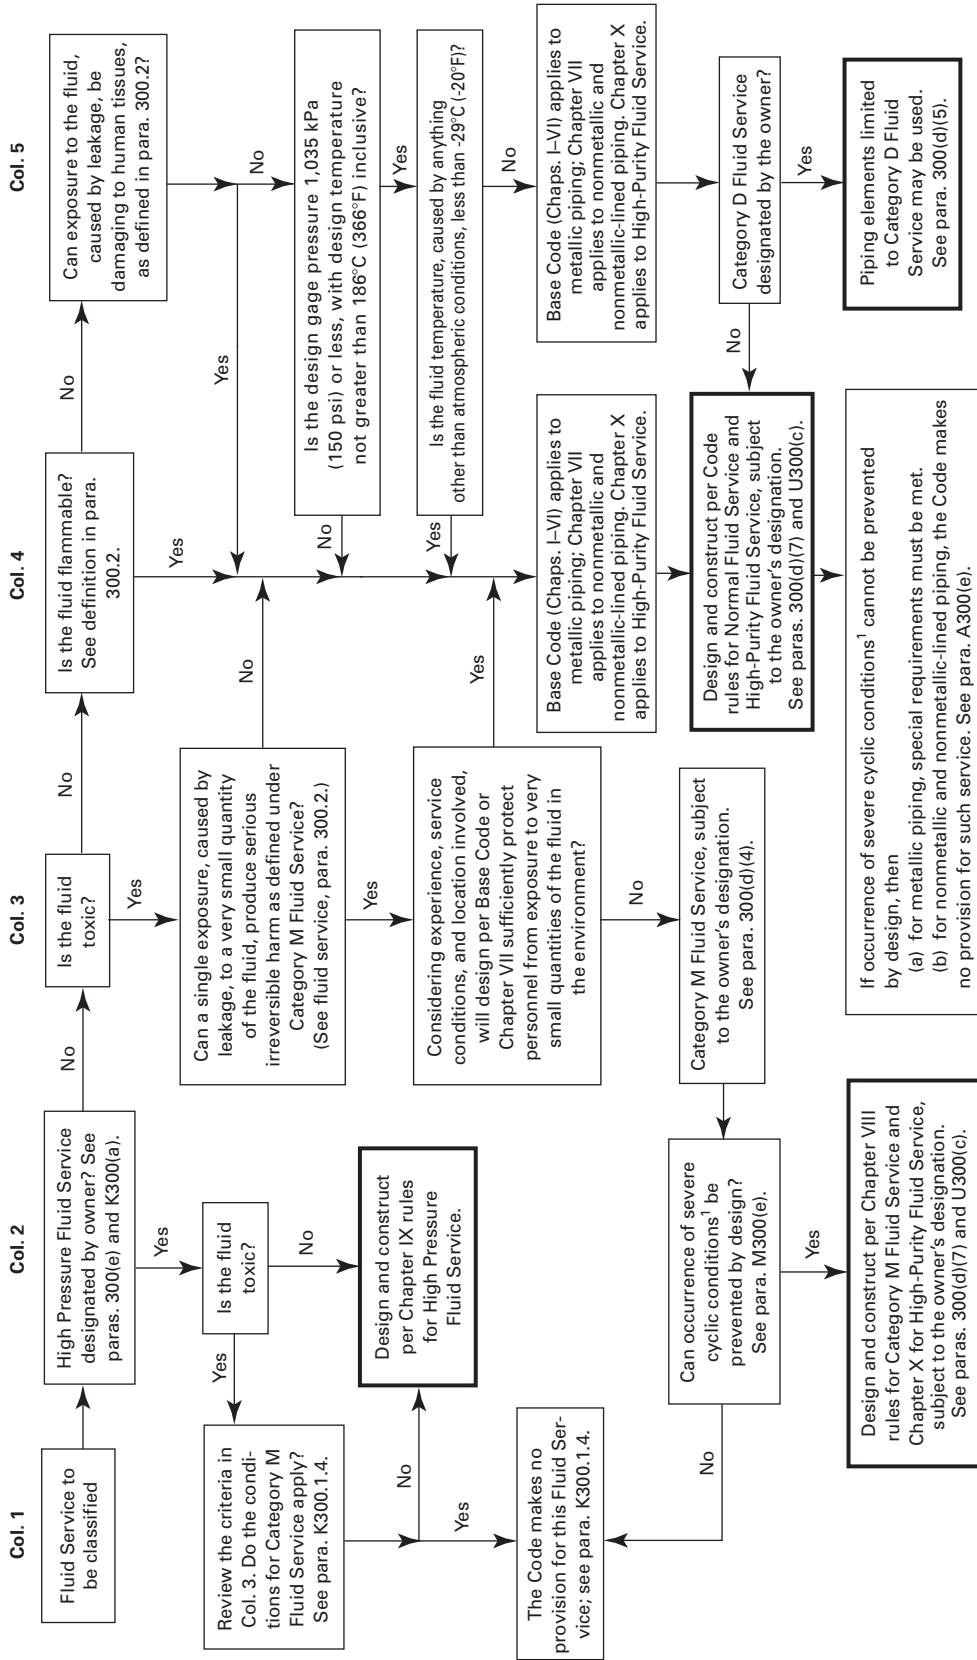 Col. 1
Fluid Service to
be classified
Review the criteria in
Col. 3. Do the condi-
tions for Category M
Fluid Service apply?
See para. K300.1.4.
No
Yes
The Code makes no
provision for this Fluid Ser-
vice; see para. K300.1.4.
Col. 2
High Pressure Fluid Service
designated by owner? See
paras. 300(e) and K300(a).
No
Yes
Is the fluid
toxic?
Yes
No
Design and construct
per Chapter IX rules
for High Pressure
Fluid Service.
Can occurrence of severe
cyclic conditions1 be
prevented by design?
See para. M300(e).
No
Yes
Design and construct per Chapter VIII
rules for Category M Fluid Service and
Chapter X for High-Purity Fluid Service,
subject to the owner's designation.
See paras. 300(d)(7) and U300(c).
Col. 3
Is the fluid
toxic?
No
Yes
Can a single exposure, caused by
leakage, to a very small quantity
of the fluid, produce serious
irreversible harm as defined under
Category M Fluid Service?
(See fluid service, para. 300.2.)
No
Yes
Considering experience, service
conditions, and location involved,
will design per Base Code or
Chapter VII sufficiently protect
personnel from exposure to very
small quantities of the fluid in
the environment?
Yes
No
Category M Fluid Service, subject
to the owner's designation.
See para. 300(d)(4).
Col. 4
Is the fluid flammable?
See definition in para.
300.2.
No
Yes
Base Code (Chaps. I–VI) applies to
metallic piping; Chapter VII
applies to nonmetallic and
nonmetallic-lined piping. Chapter X
applies to High-Purity Fluid Service.
Design and construct per Code
rules for Normal Fluid Service and
High-Purity Fluid Service, subject
to the owner's designation.
See paras. 300(d)(7) and U300(c).
If occurrence of severe cyclic conditions1 cannot be prevented
by design, then
(a) for metallic piping, special requirements must be met.
(b) for nonmetallic and nonmetallic-lined piping, the Code makes
no provision for such service. See para. A300(e).
Col. 5
Can exposure to the fluid,
caused by leakage, be
damaging to human tissues,
as defined in para. 300.2?
Yes
No
Is the design gage pressure 1,035 kPa
(150 psi) or less, with design temperature
not greater than 186°C (366°F) inclusive?
No
Yes
Is the fluid temperature, caused by anything
other than atmospheric conditions, less than -29°C (-20°F)?
Yes
No
Base Code (Chaps. I–VI) applies to
metallic piping; Chapter VII
applies to nonmetallic and
nonmetallic-lined piping. Chapter X
applies to High-Purity Fluid Service.
Category D Fluid Service
designated by the owner?
No
Yes
Piping elements limited
to Category D Fluid
Service may be used.
See para. 300(d)(5).